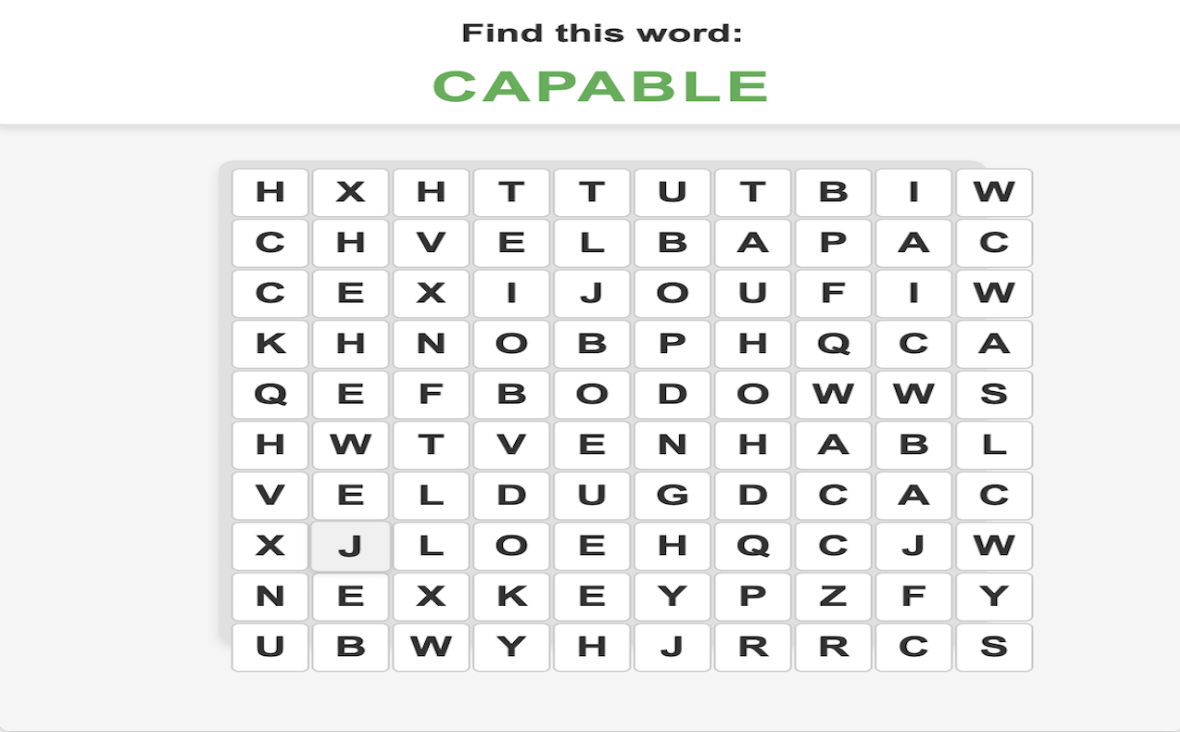 Find this word:
CAPABLE
H X H T T U T B I W
C H V E L B A P A C
C E X I J O U F I W
K H N O B P H Q C A
Q E F B O D O W W S
H W T V E N H A B L
V E L D U G D C A C
X J L O E H Q C J W
N E X K E Y P Z F Y
U B W Y H J R R C S